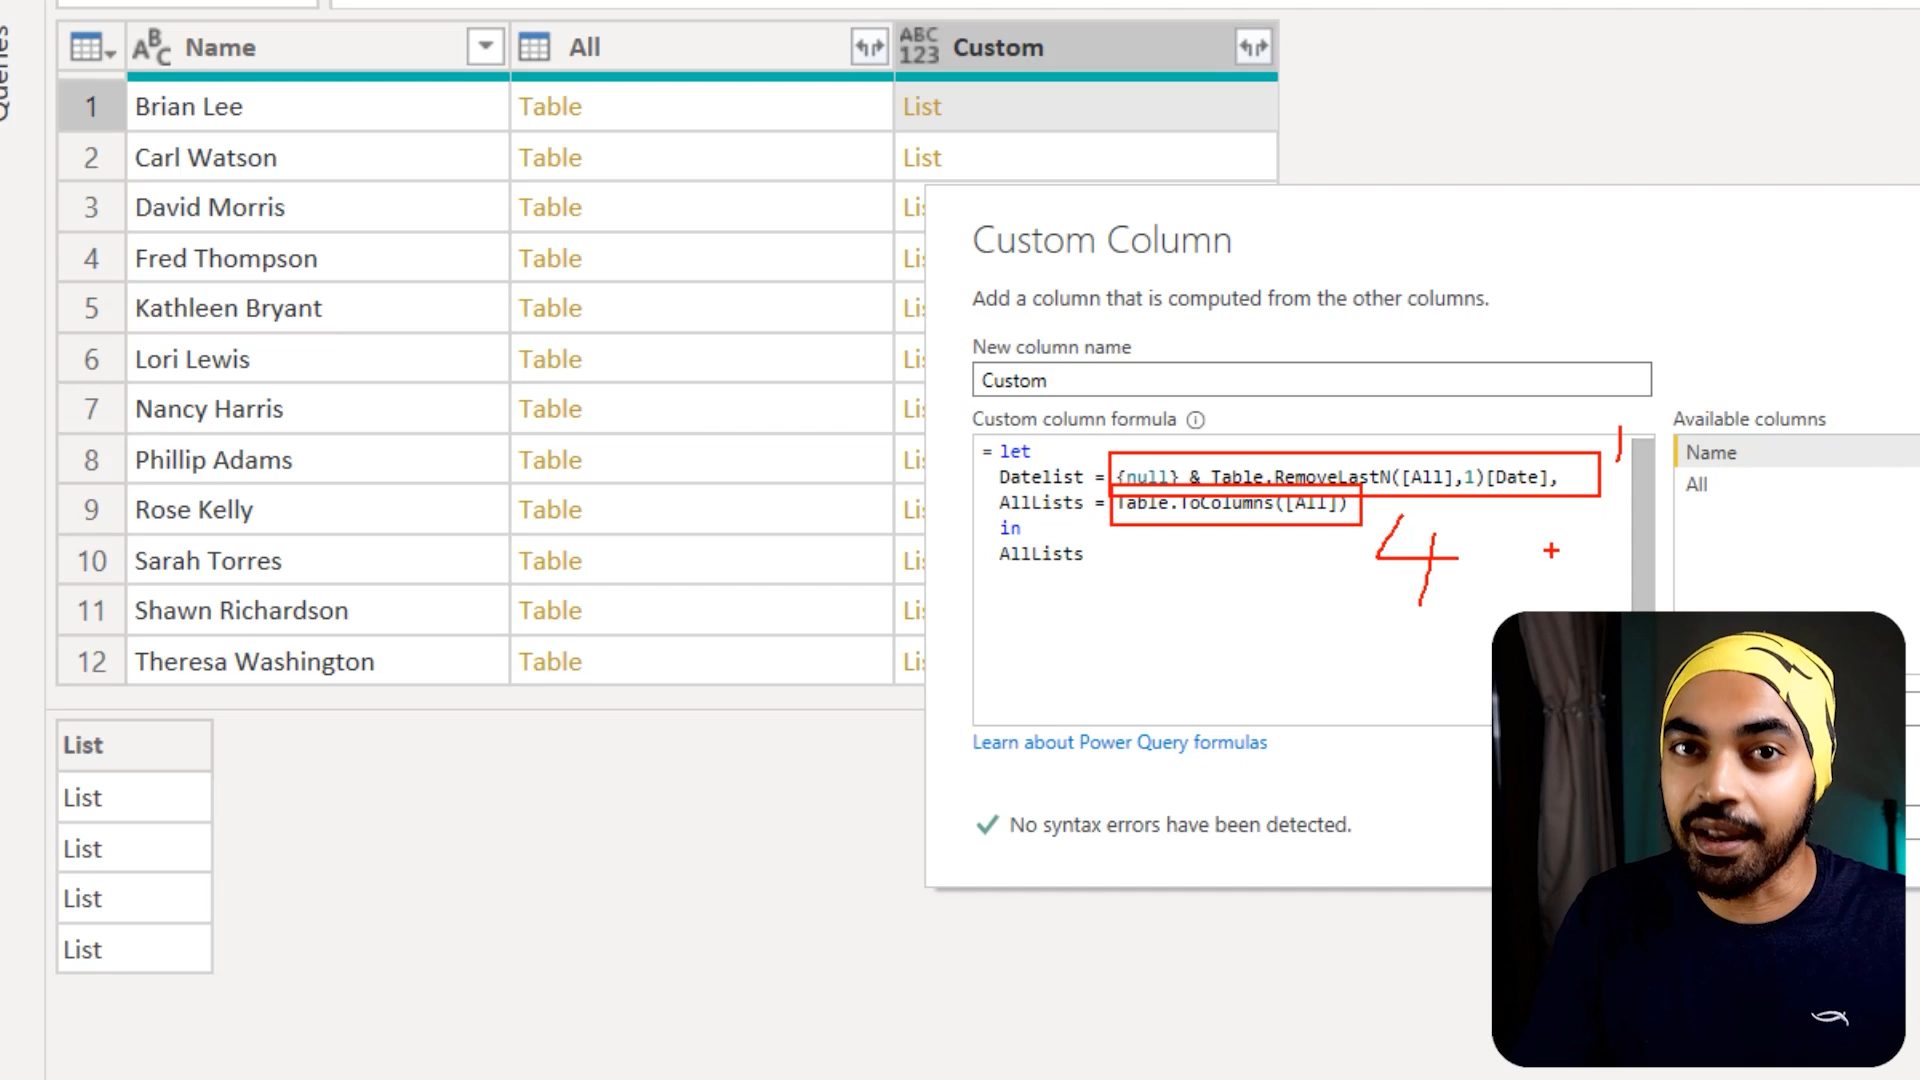 Queries
Name All Custom
1 Brian Lee Table List
2 Carl Watson Table List
3 David Morris Table
4 Fred Thompson Table
5 Kathleen Bryant Table
6 Lori Lewis Table
7 Nancy Harris Table
8 Phillip Adams Table
9 Rose Kelly Table
10 Sarah Torres Table
11 Shawn Richardson Table
12 Theresa Washington Table
Custom Column
Add a column that is computed from the other columns.
New column name
Custom
Custom column formula
Available columns
= let
Datelist = {null} & Table.RemoveLastN([All],1)[Date],
AllLists = Table.ToColumns([All])
in
AllLists
4
Name
All
Learn about Power Query formulas
No syntax errors have been detected.
List
List
List
List
List